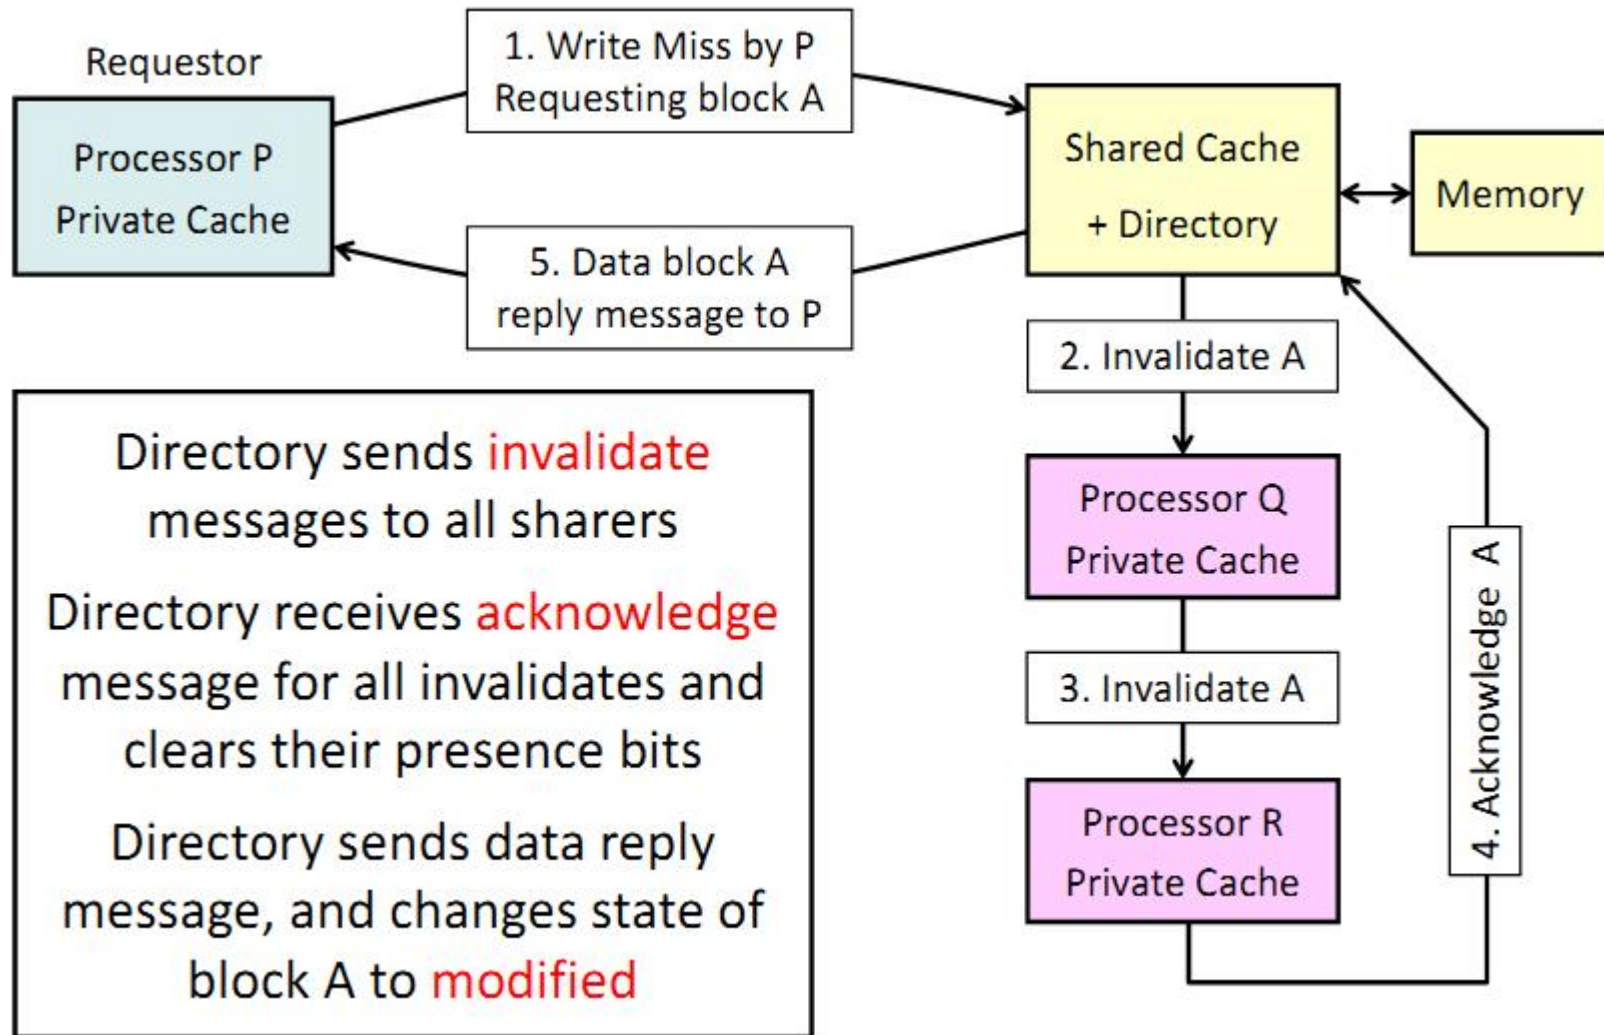 Requestor
Processor P
Private Cache
1. Write Miss by P
Requesting block A
Shared Cache
+ Directory
Memory
5. Data block A
reply message to P
2. Invalidate A
Processor Q
Private Cache
3. Invalidate A
Processor R
Private Cache
4. Acknowledge A
Directory sends invalidate
messages to all sharers
Directory receives acknowledge
message for all invalidates and
clears their presence bits
Directory sends data reply
message, and changes state of
block A to modified